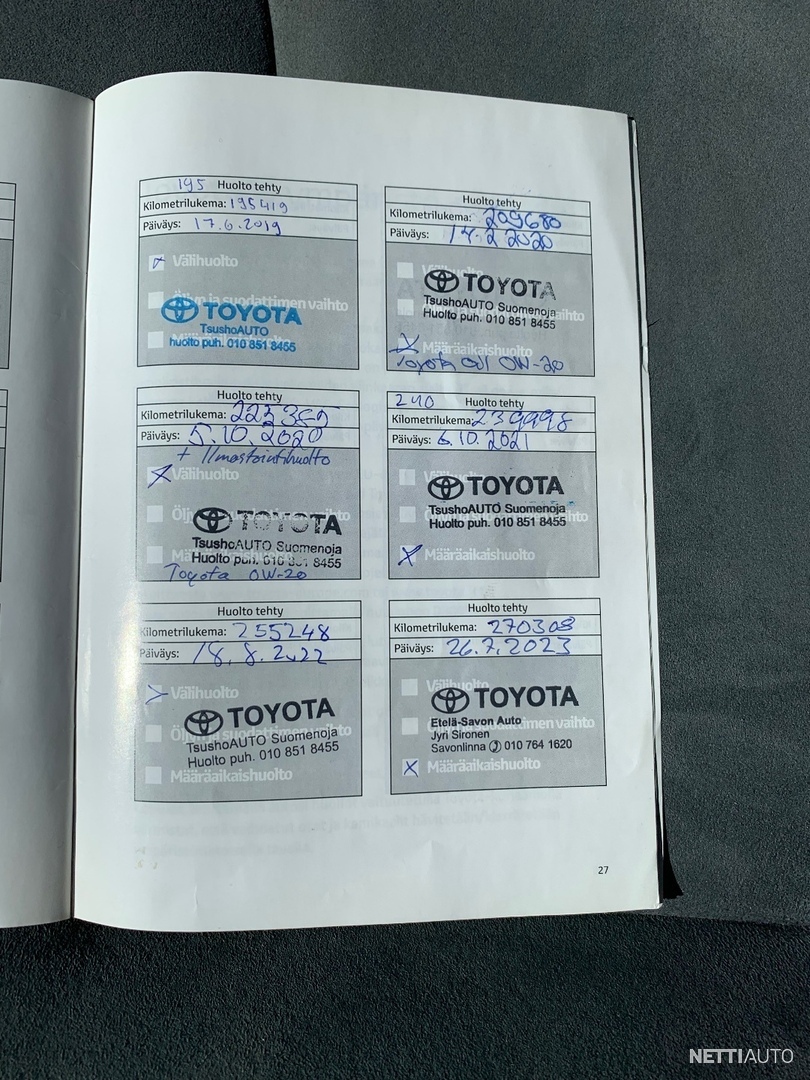 195 Huolto tehty
Kilometrilukema: 195419
Päiväys: 17.6.2019
Välihuolto
Öljyn ja suodattimen vaihto
TOYOTA
TsushoAUTO
huolto puh. 010 851 8455
Huolto tehty
Kilometrilukema: 209680
Päiväys: 14.2 2020
TOYOTA
TsushoAUTO Suomenoja
Huolto puh. 010 851 8455
Määräaikaishuolto
Toyota Oil OW-20
Huolto tehty
Kilometrilukema: 223385
Päiväys: 5.10.2020
+ Ilmastointihuolto
Välihuolto
TOYOTA
TsushoAUTO Suomenoja
Huolto puh. 010 851 8455
Toyota OW-20
240 Huolto tehty
Kilometrilukema: 239998
Päiväys: 6.10.2021
TOYOTA
TsushoAUTO Suomenoja
Huolto puh. 010 851 8455
Määräaikaishuolto
Huolto tehty
Kilometrilukema: 255248
Päiväys: 18.8.2022
Välihuolto
TOYOTA
TsushoAUTO Suomenoja
Huolto puh. 010 851 8455
Määräaikaishuolto
Huolto tehty
Kilometrilukema: 270308
Päiväys: 26.7.2023
Välihuolto
TOYOTA
Etelä-Savon Auto
Jyri Sironen
Savonlinna 010 764 1620
Määräaikaishuolto
27
NETTIAUTO